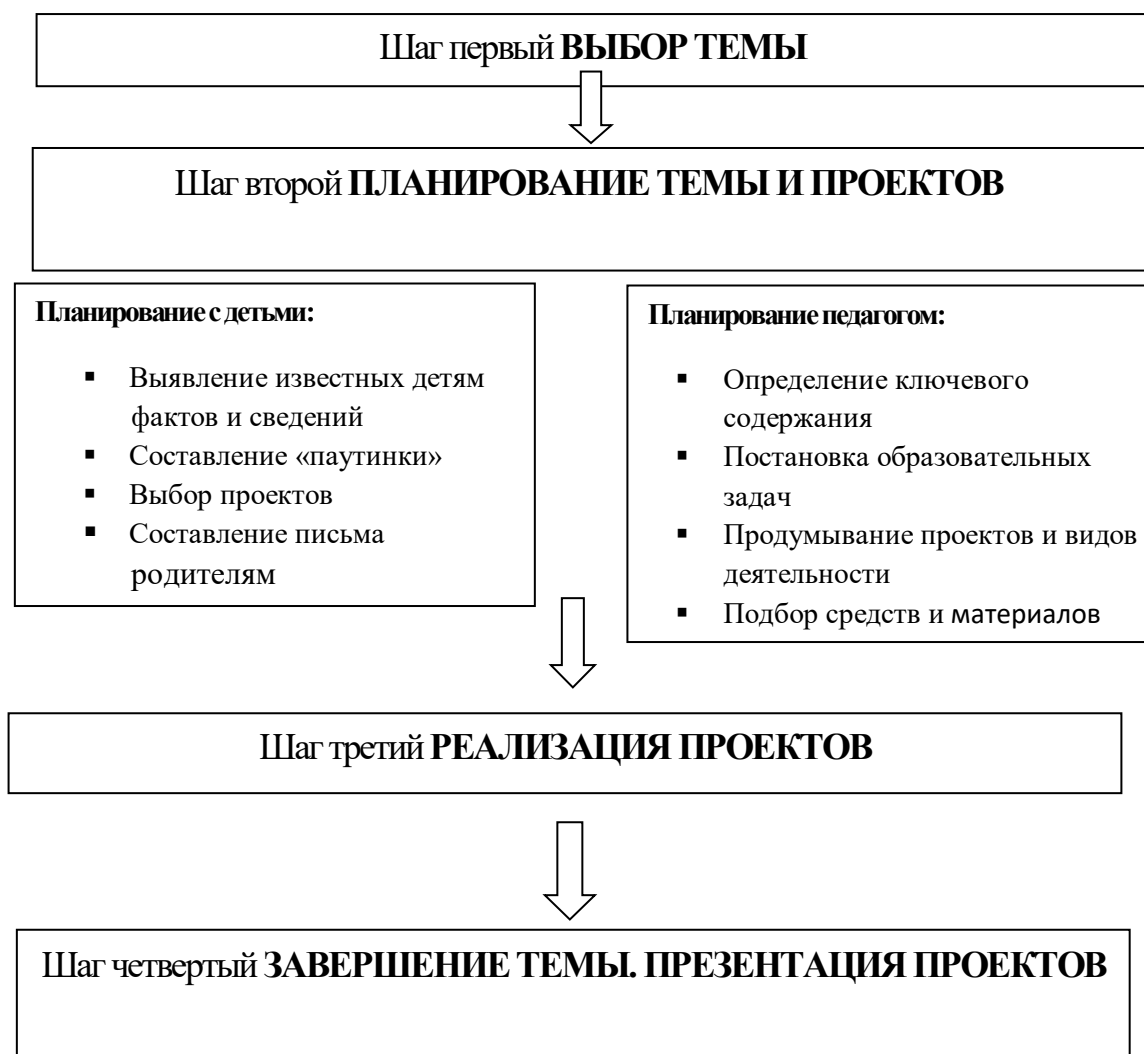 Шаг первый ВЫБОР ТЕМЫ
Шаг второй ПЛАНИРОВАНИЕ ТЕМЫ И ПРОЕКТОВ
Планирование с детьми:
▪ Выявление известных детям
фактов и сведений
▪ Составление «паутинки»
▪ Выбор проектов
▪ Составление письма
родителям
Планирование педагогом:
▪ Определение ключевого
содержания
▪ Постановка образовательных
задач
▪ Продумывание проектов и видов
деятельности
▪ Подбор средств и материалов
Шаг третий РЕАЛИЗАЦИЯ ПРОЕКТОВ
Шаг четвертый ЗАВЕРШЕНИЕ ТЕМЫ. ПРЕЗЕНТАЦИЯ ПРОЕКТОВ